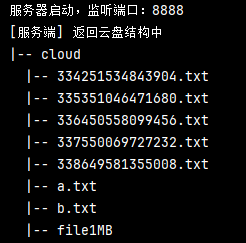 服务器启动,监听端口:8888
[服务端] 返回云盘结构中
|-- cloud
  |-- 334251534843904.txt
  |-- 335351046471680.txt
  |-- 336450558099456.txt
  |-- 337550069727232.txt
  |-- 338649581355008.txt
  |-- a.txt
  |-- b.txt
  |-- file1MB